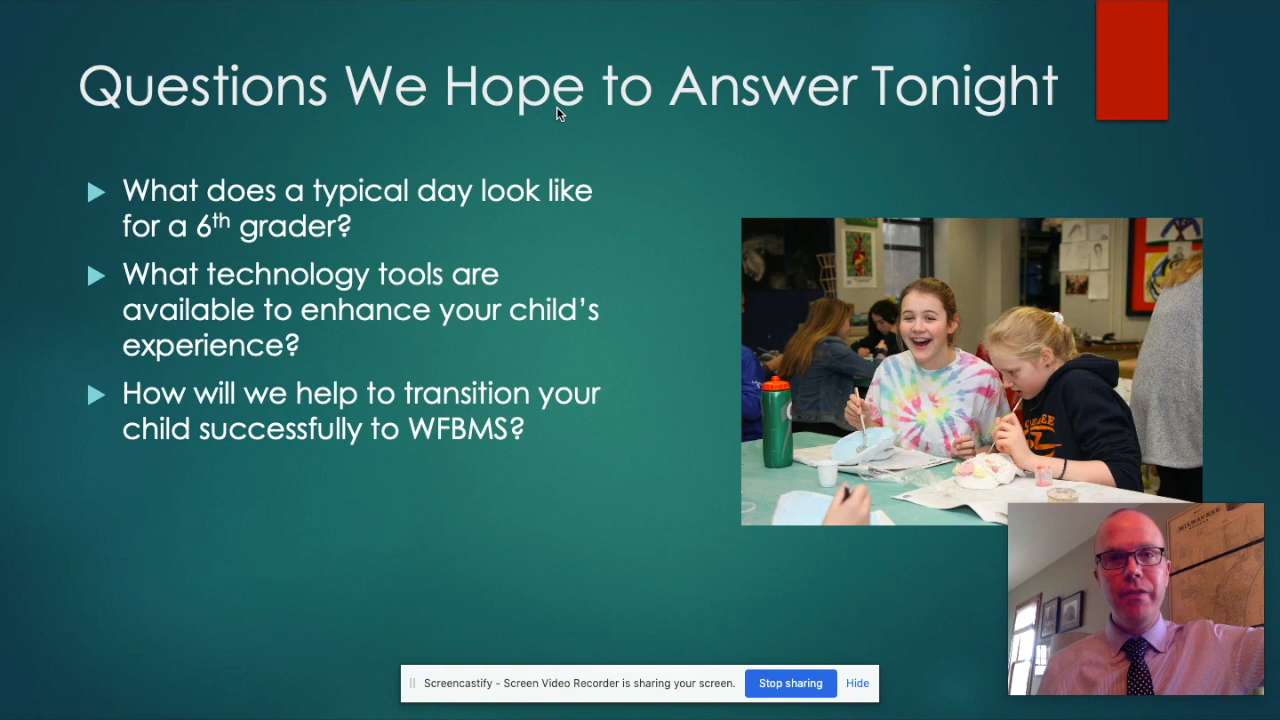 Questions We Hope to Answer Tonight
What does a typical day look like
for a 6th grader?
What technology tools are
available to enhance your child's
experience?
How will we help to transition your
child successfully to WFBMS?
MILWAUKEE
Screencastify - Screen Video Recorder is sharing your screen.
Stop sharing
Hide